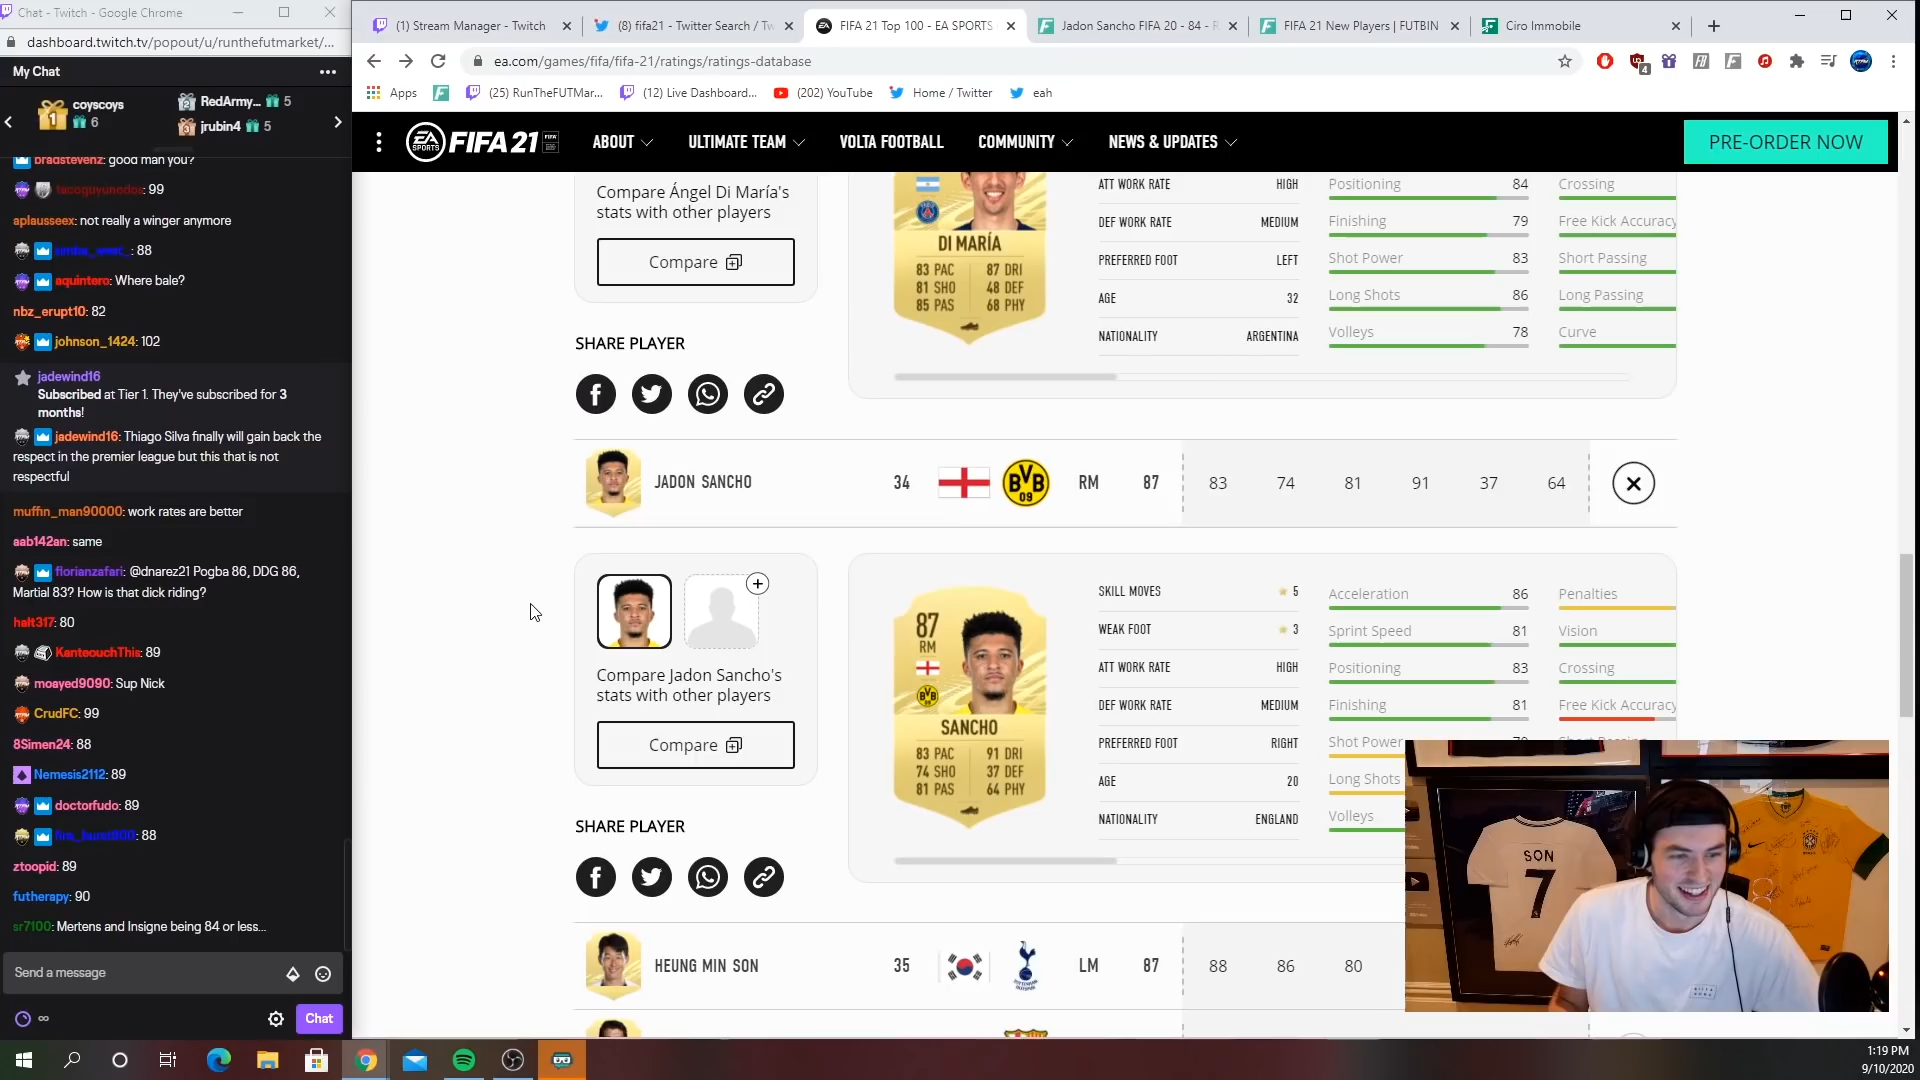 Chat - Twitch - Google Chrome
dashboard.twitch.tv/popout/u/runthefutmarket/...
My Chat
coyscoys
6
RedArmy... 5
jrubin4 5
bradstevenz: good man you?
tacoguyunodos: 99
aplausseex: not really a winger anymore
: 88
aquintero: Where bale?
nbz_erupt10: 82
johnson_1424: 102
jadewind16
Subscribed at Tier 1. They've subscribed for 3
months!
jadewind16: Thiago Silva finally will gain back the
respect in the premier league but this that is not
respectful
muffin_man90000: work rates are better
aab142an: same
florianzafari: @dnarez21 Pogba 86, DDG 86,
Martial 83? How is that dick riding?
halt317: 80
KanteouchThis: 89
moayed9090: Sup Nick
CrudFC: 99
8Simen24: 88
Nemesis2112: 89
doctorfudo: 89
: 88
ztoopid: 89
futherapy: 90
sr7100: Mertens and Insigne being 84 or less...
Send a message
Chat
(1) Stream Manager - Twitch
(8) fifa21 - Twitter Search / Tw
FIFA 21 Top 100 - EA SPORTS
Jadon Sancho FIFA 20 - 84 - R
FIFA 21 New Players | FUTBIN
Ciro Immobile
ea.com/games/fifa/fifa-21/ratings/ratings-database
4
Apps
(25) RunTheFUTMar...
(12) Live Dashboard...
(202) YouTube
Home / Twitter
eah
EA SPORTS FIFA 21
ABOUT
ULTIMATE TEAM
VOLTA FOOTBALL
COMMUNITY
NEWS & UPDATES
PRE-ORDER NOW
Compare Ángel Di María's
stats with other players
Compare
SHARE PLAYER
DI MARÍA
83 PAC 87 DRI
81 SHO 48 DEF
85 PAS 68 PHY
ATT WORK RATE HIGH
DEF WORK RATE MEDIUM
PREFERRED FOOT LEFT
AGE 32
NATIONALITY ARGENTINA
Positioning 84
Finishing 79
Shot Power 83
Long Shots 86
Volleys 78
Crossing
Free Kick Accuracy
Short Passing
Long Passing
Curve
JADON SANCHO 34 BVB 09 RM 87 83 74 81 91 37 64
Compare Jadon Sancho's
stats with other players
Compare
SHARE PLAYER
87
RM
BVB 09
SANCHO
83 PAC 91 DRI
74 SHO 37 DEF
81 PAS 64 PHY
SKILL MOVES 5
WEAK FOOT 3
ATT WORK RATE HIGH
DEF WORK RATE MEDIUM
PREFERRED FOOT RIGHT
AGE 20
NATIONALITY ENGLAND
Acceleration 86
Sprint Speed 81
Positioning 83
Finishing 81
Shot Power
Long Shots
Volleys
Penalties
Vision
Crossing
Free Kick Accuracy
HEUNG MIN SON 35 LM 87 88 86 80
SON
7
1:19 PM
9/10/2020